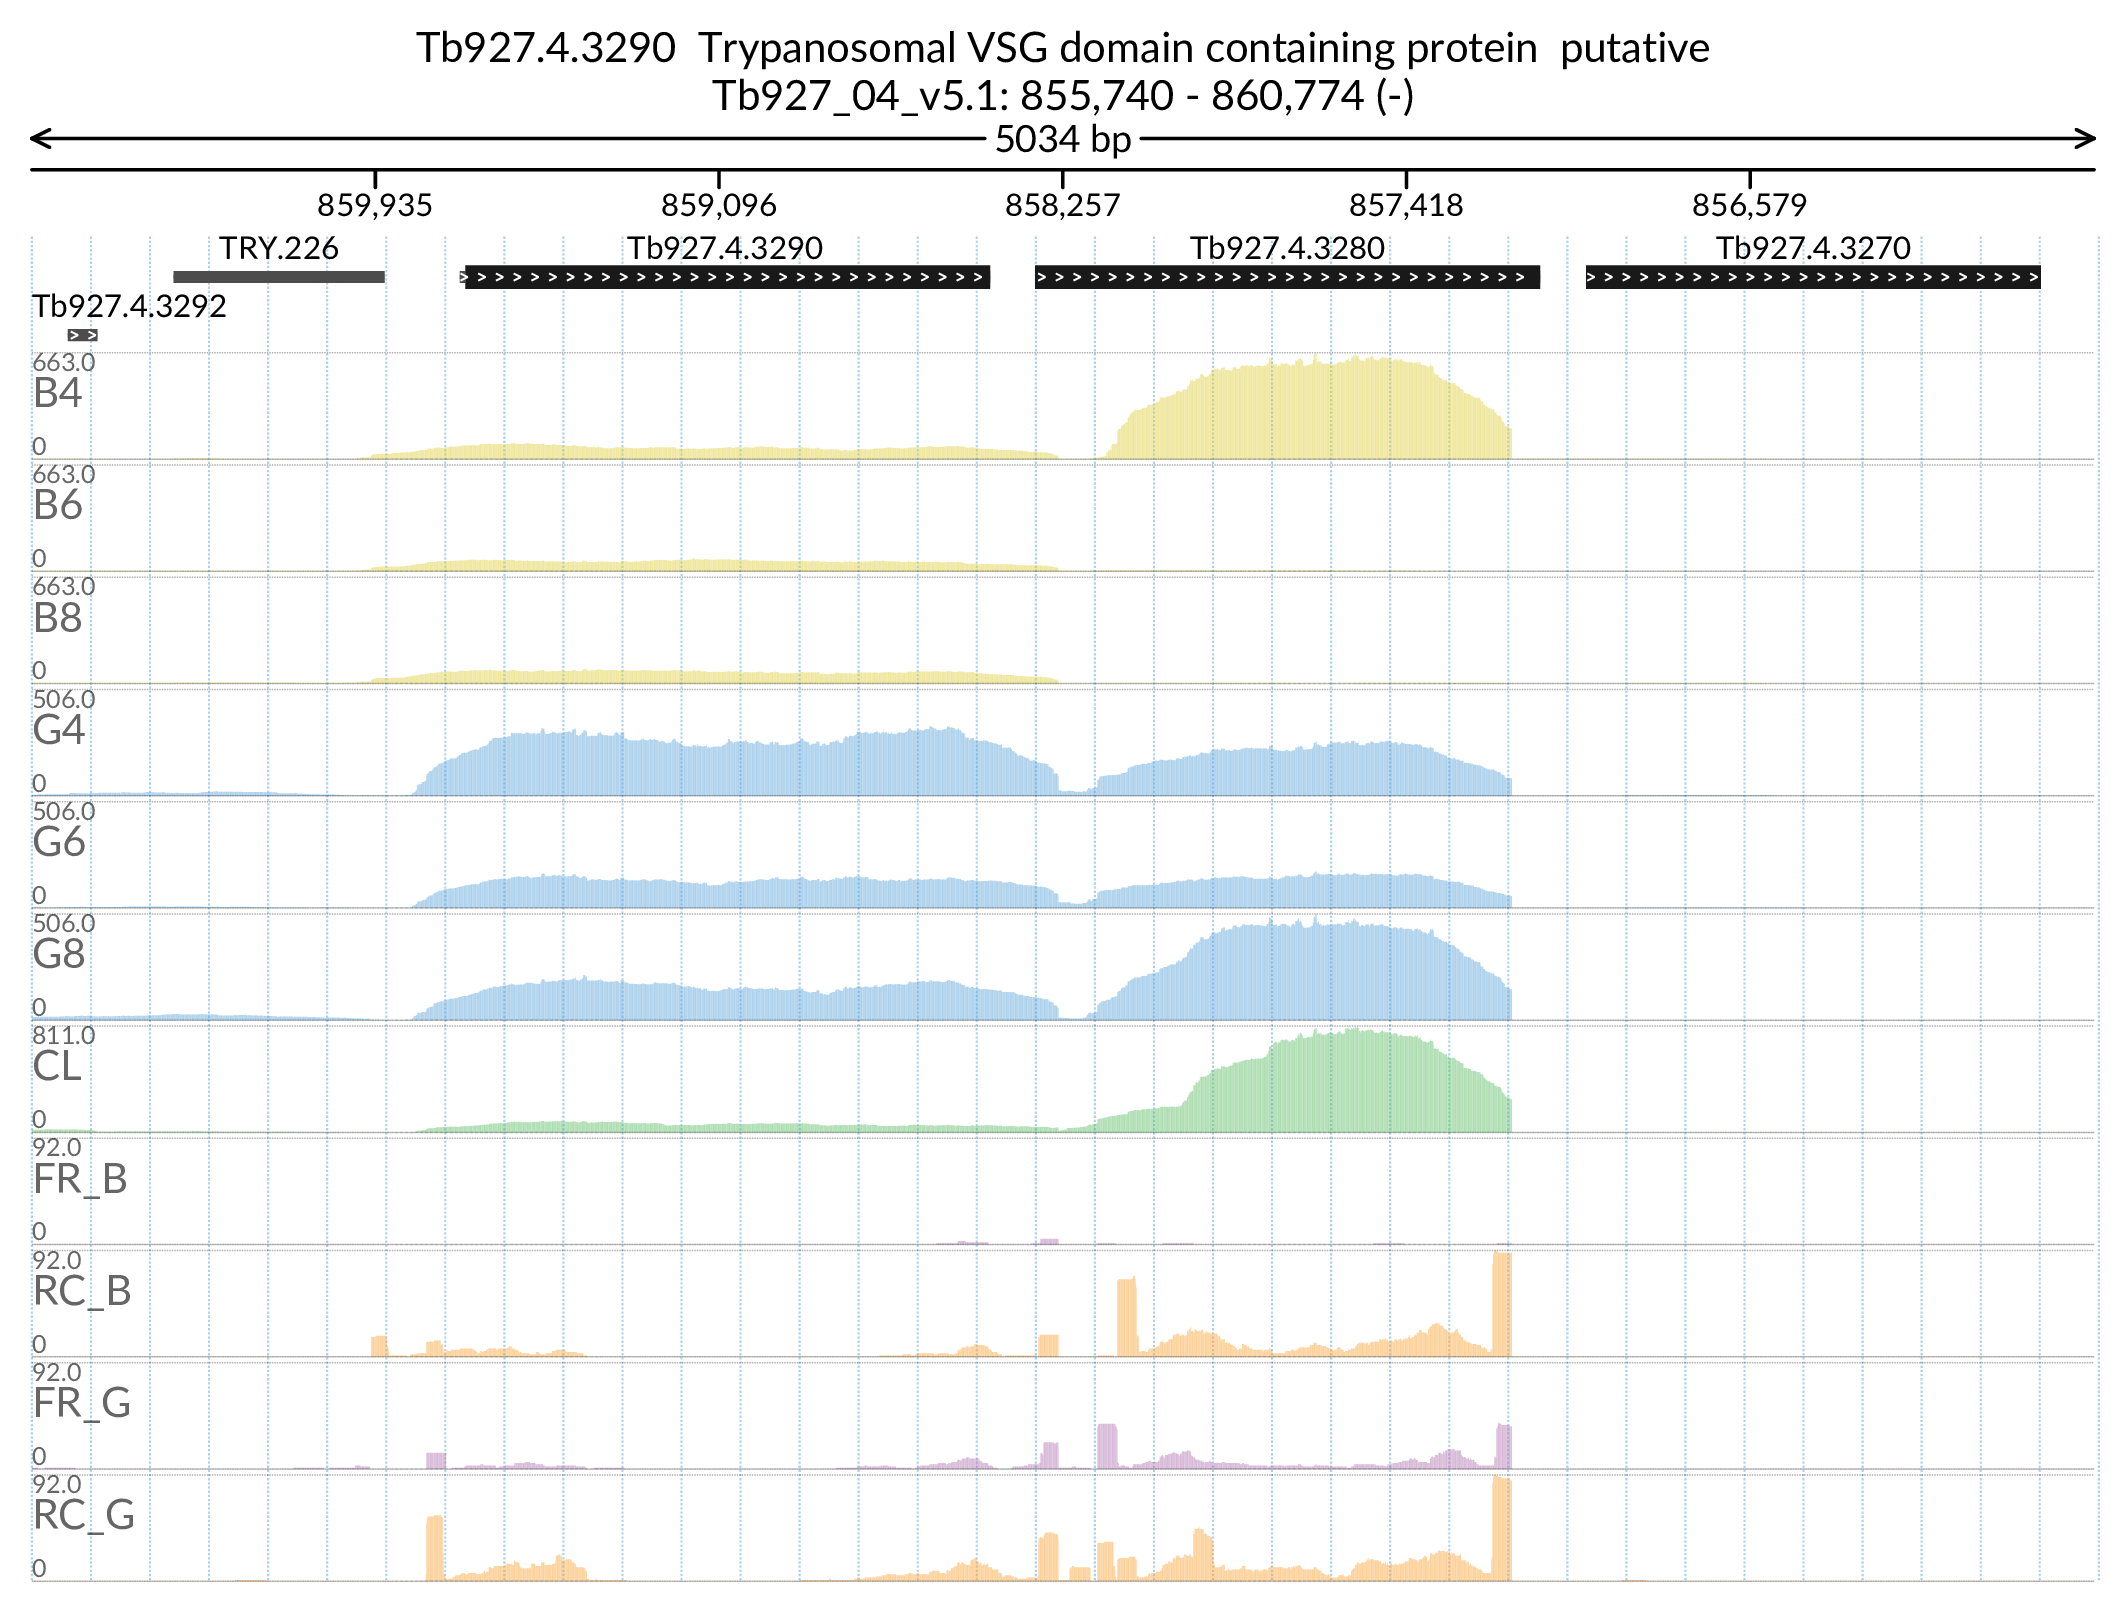 Tb927.4.3290 Trypanosomal VSG domain containing protein putative
Tb927_04_v5.1: 855,740 - 860,774 (-)
5034 bp
859,935 859,096 858,257 857,418 856,579
TRY.226 Tb927.4.3290 Tb927.4.3280 Tb927.4.3270
Tb927.4.3292
663.0
B4
0
663.0
B6
0
663.0
B8
0
506.0
G4
0
506.0
G6
0
506.0
G8
0
811.0
CL
0
92.0
FR_B
0
92.0
RC_B
0
92.0
FR_G
0
92.0
RC_G
0